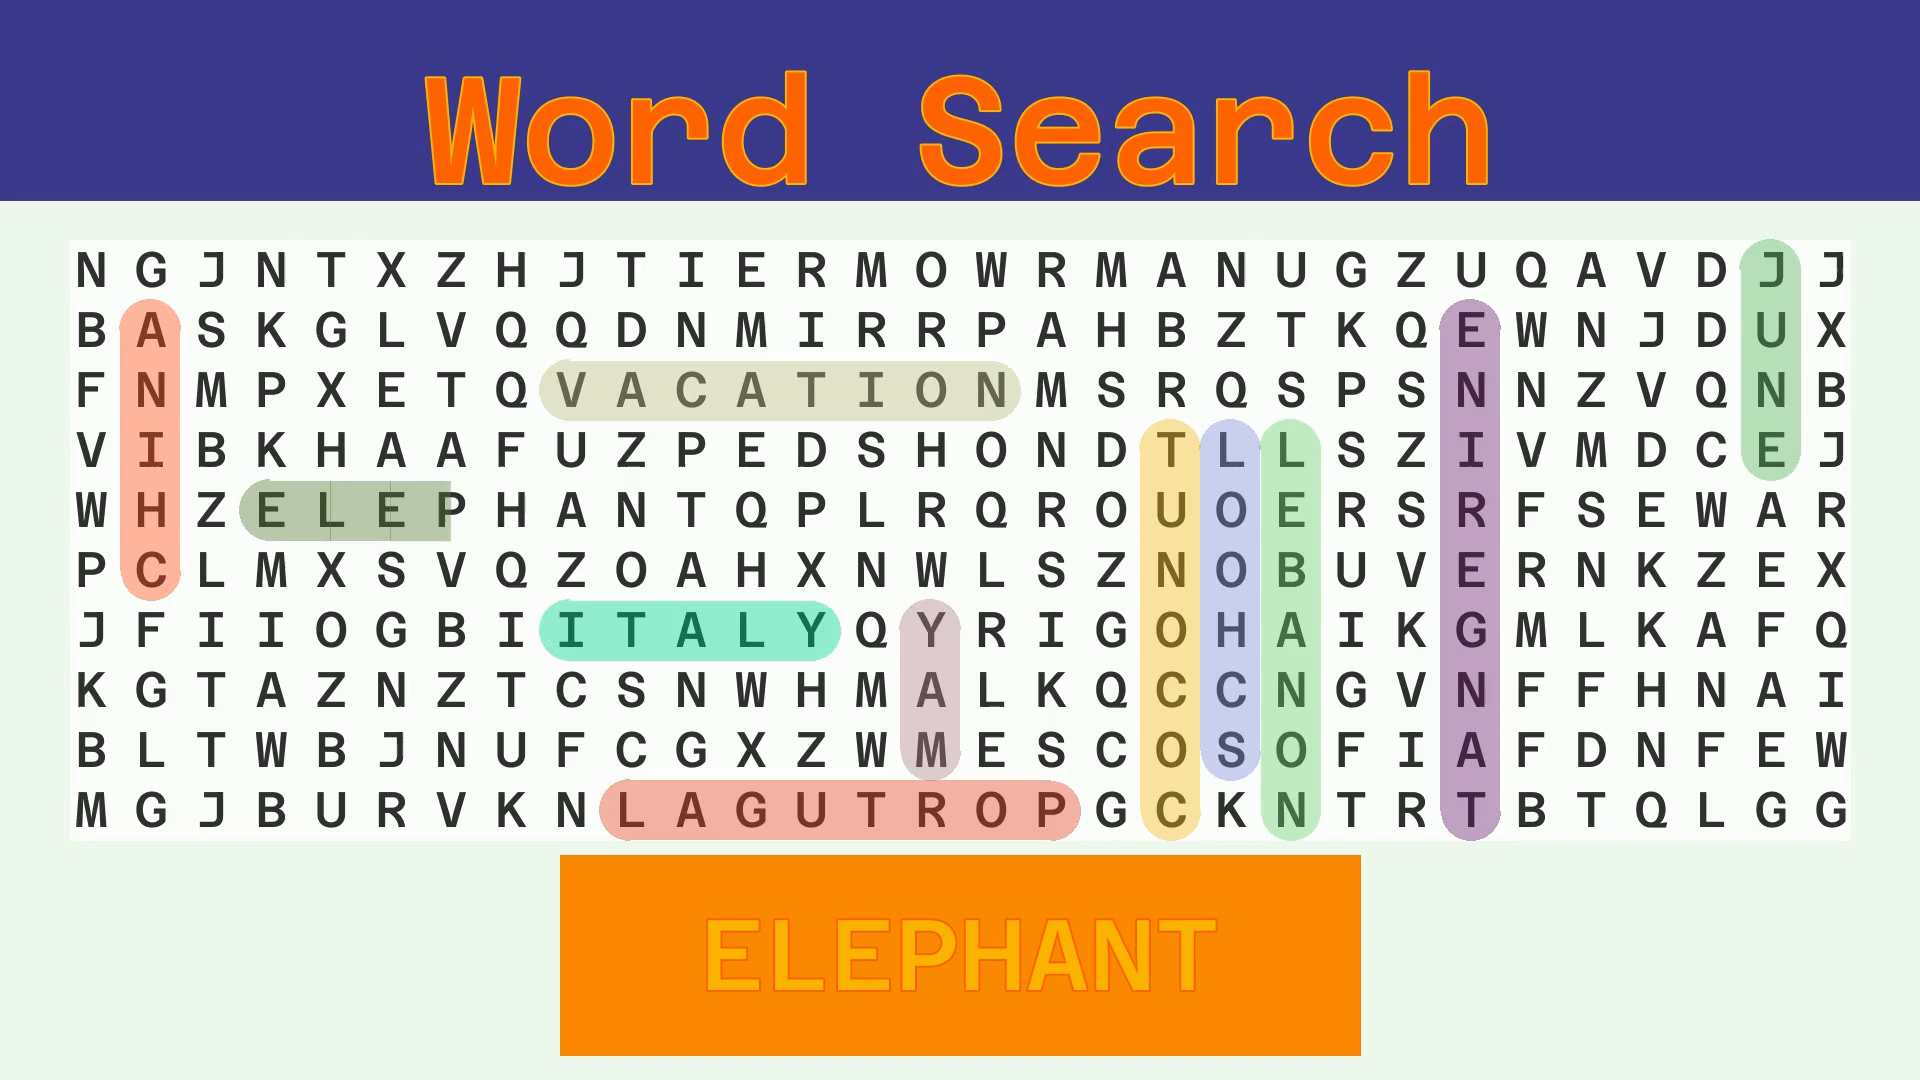 Word Search
N G J N T X Z H J T I E R M O W R M A N U G Z U Q A V D J J
B A S K G L V Q Q D N M I R R P A H B Z T K Q E W N J D U X
F N M P X E T Q V A C A T I O N M S R Q S P S N N Z V Q N B
V I B K H A A F U Z P E D S H O N D T L L S Z I V M D C E J
W H Z E L E P H A N T Q P L R Q R O U O E R S R F S E W A R
P C L M X S V Q Z O A H X N W L S Z N O B U V E R N K Z E X
J F I I O G B I I T A L Y Q Y R I G O H A I K G M L K A F Q
K G T A Z N Z T C S N W H M A L K Q C C N G V N F F H N A I
B L T W B J N U F C G X Z W M E S C O S O F I A F D N F E W
M G J B U R V K N L A G U T R O P G C K N T R T B T Q L G G
ELEPHANT